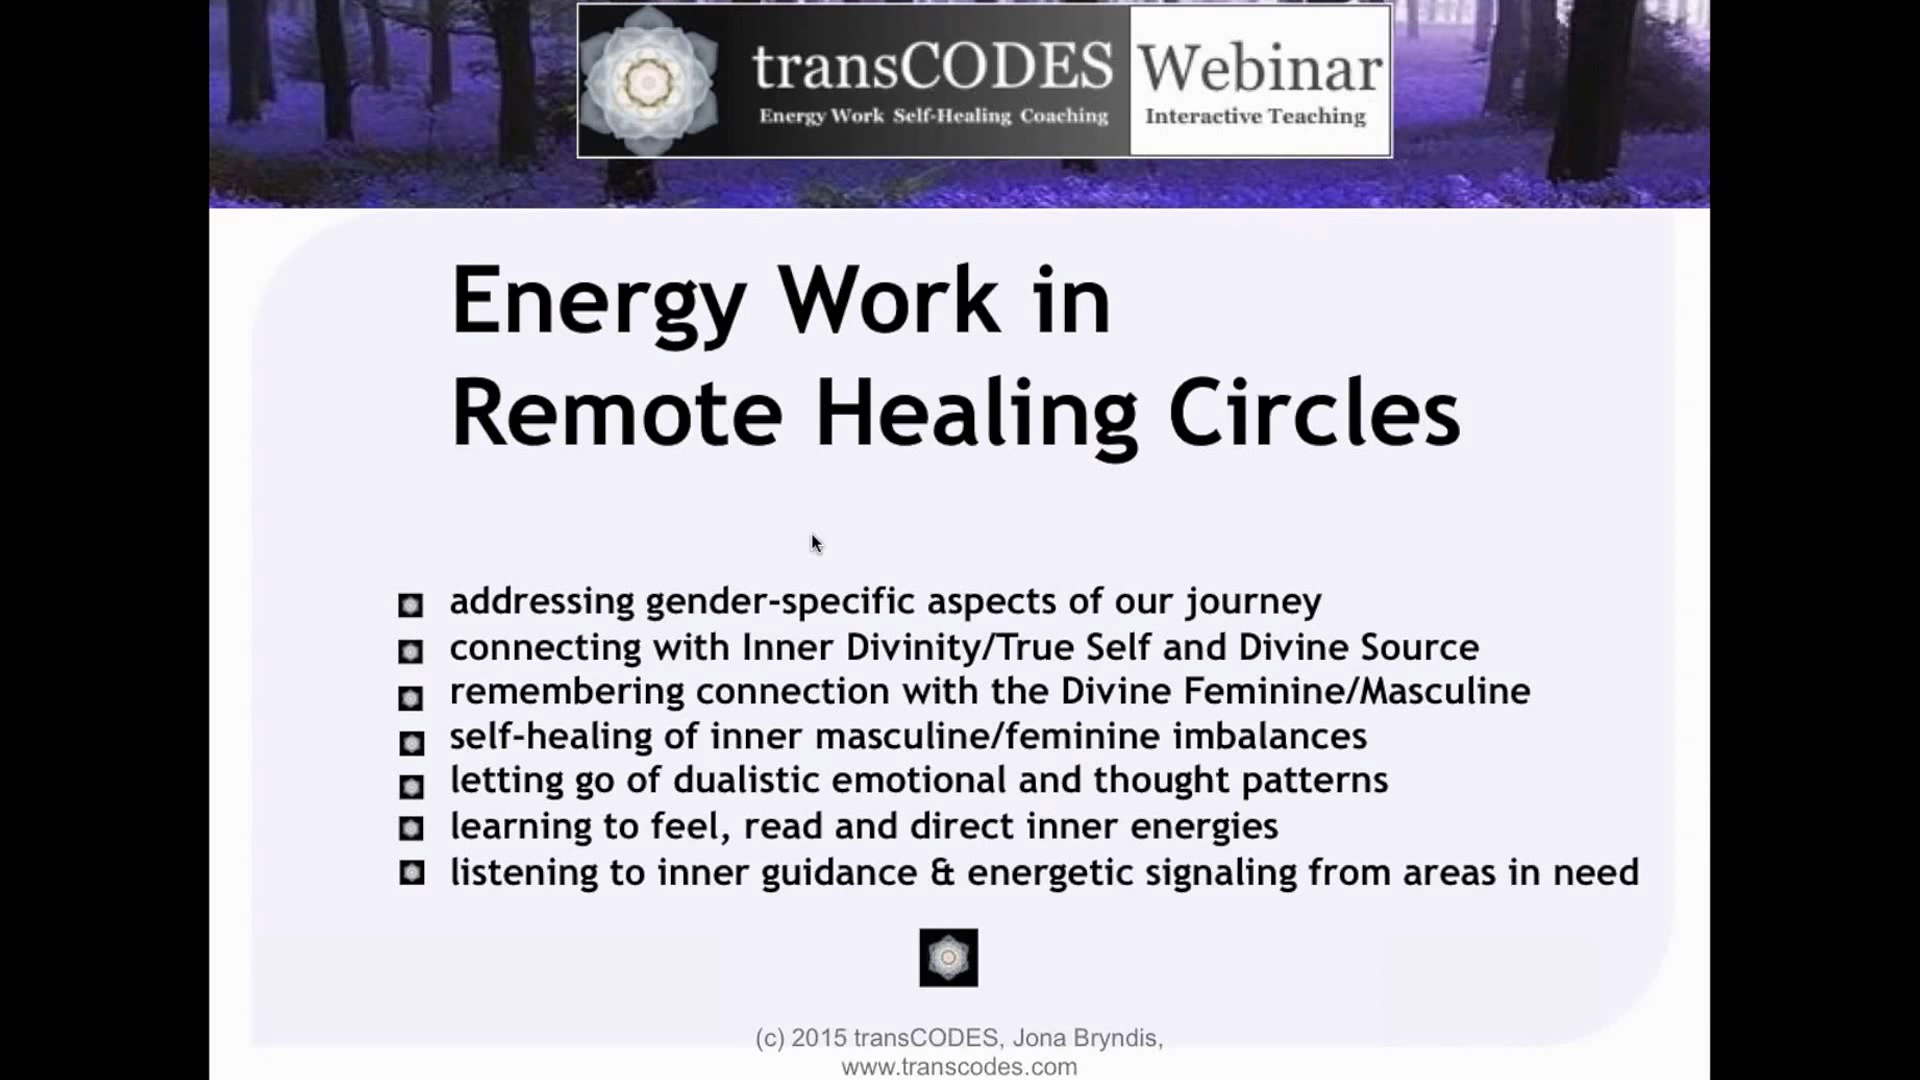 transCODES
Energy Work Self-Healing Coaching
Webinar
Interactive Teaching
Energy Work in
Remote Healing Circles
addressing gender-specific aspects of our journey
connecting with Inner Divinity/True Self and Divine Source
remembering connection with the Divine Feminine/Masculine
self-healing of inner masculine/feminine imbalances
letting go of dualistic emotional and thought patterns
learning to feel, read and direct inner energies
listening to inner guidance & energetic signaling from areas in need
(c) 2015 transCODES, Jona Bryndis,
www.transcodes.com